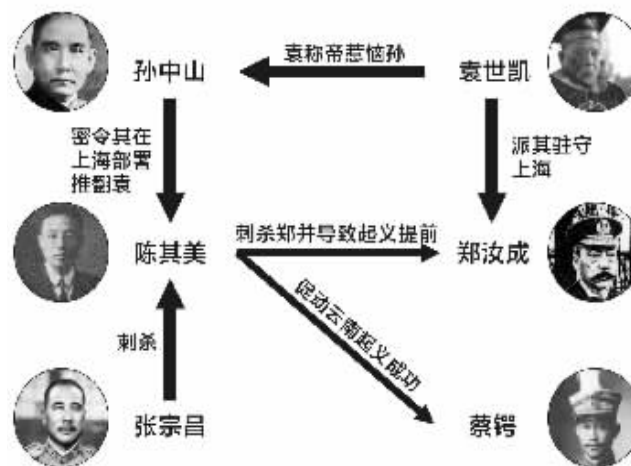 孙中山
袁称帝惹恼孙
袁世凯
密令其在
上海部署
推翻袁
派其驻守
上海
陈其美
刺杀郑并导致起义提前
郑汝成
促动云南起义成功
刺杀
张宗昌
蔡锷